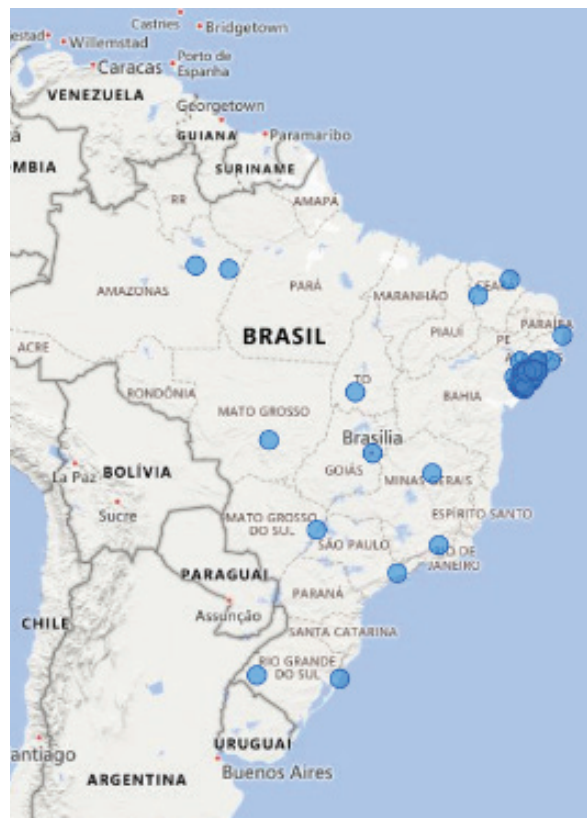 Castries
Bridgetown
estad
Willemstad
Caracas
Porto de
Espanha
VENEZUELA
Georgetown
GUIANA
Paramaribo
MBIA
SURINAME
RR
AMAPÁ
AMAZONAS
PARÁ
MARANHÃO
CEARÁ
PARAÍBA
PIAUÍ
PE
BRASIL
ACRE
RONDÔNIA
TO
BAHIA
MATO GROSSO
Brasília
GOIÁS
MINAS GERAIS
La Paz
BOLÍVIA
Sucre
ESPÍRITO SANTO
MATO GROSSO
DO SUL
SÃO PAULO
RIO DE
JANEIRO
PARAGUAI
PARANÁ
Assunção
CHILE
SANTA CATARINA
RIO GRANDE
DO SUL
URUGUAI
antiago
Buenos Aires
ARGENTINA